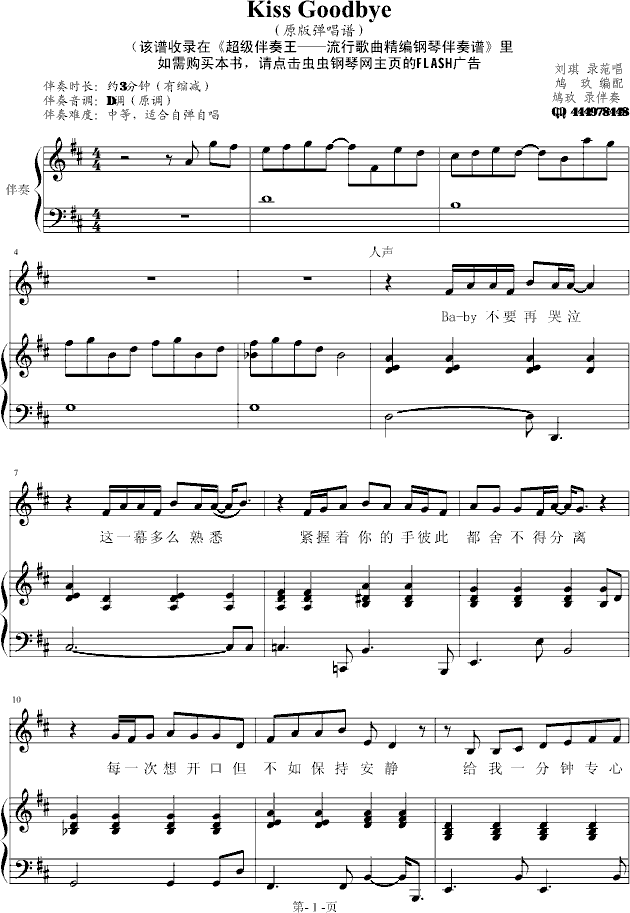 Kiss Goodbye
（原版弹唱谱）
（该谱收录在《超级伴奏王——流行歌曲精编钢琴伴奏谱》里
如需购买本书，请点击虫虫钢琴网主页的FLASH广告
伴奏时长：约3分钟（有缩减）
伴奏音调：D调（原调）
伴奏难度：中等，适合自弹自唱
刘琪 录范唱
鸠 玖 编配
鸠玖 录伴奏
QQ 444978448
伴奏
4
人声
Ba-by 不要再哭泣
7
这一幕多么熟悉 紧握着你的手彼此 都舍不得分离
10
每一次想开口但 不如保持安静 给我一分钟专心
第- 1 -页